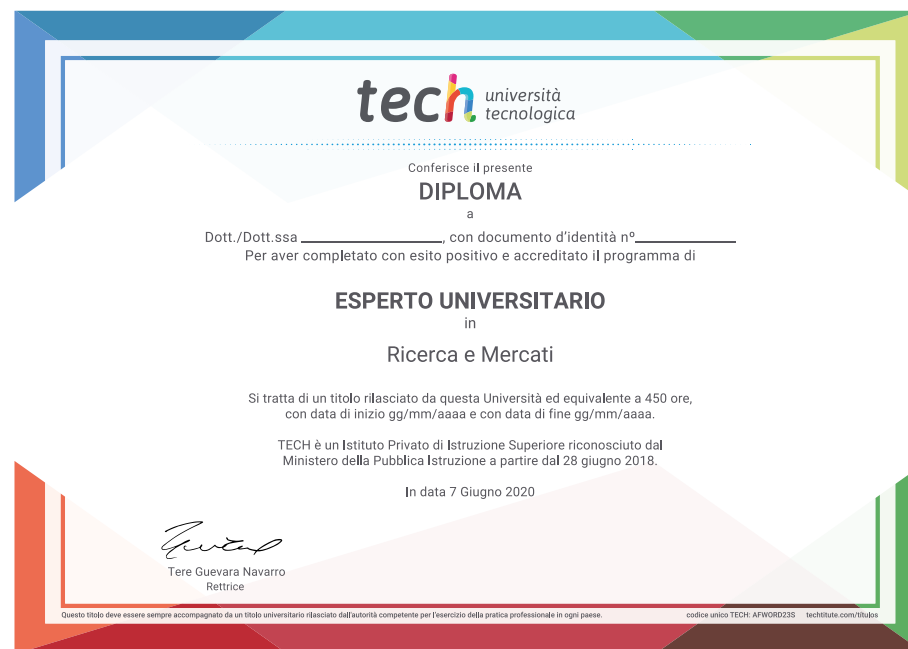 tech università
tecnologica
Conferisce il presente
DIPLOMA
a
Dott./Dott.ssa ________________, con documento d'identità nº____________
Per aver completato con esito positivo e accreditato il programma di
ESPERTO UNIVERSITARIO
in
Ricerca e Mercati
Si tratta di un titolo rilasciato da questa Università ed equivalente a 450 ore,
con data di inizio gg/mm/aaaa e con data di fine gg/mm/aaaa.
TECH è un Istituto Privato di Istruzione Superiore riconosciuto dal
Ministero della Pubblica Istruzione a partire dal 28 giugno 2018.
In data 7 Giugno 2020
Tere Guevara Navarro
Rettrice
Questo titolo deve essere sempre accompagnato da un titolo universitario rilasciato dall'autorità competente per l'esercizio della pratica professionale in ogni paese. codice unico TECH: AFWORD23S techtitute.com/titulos